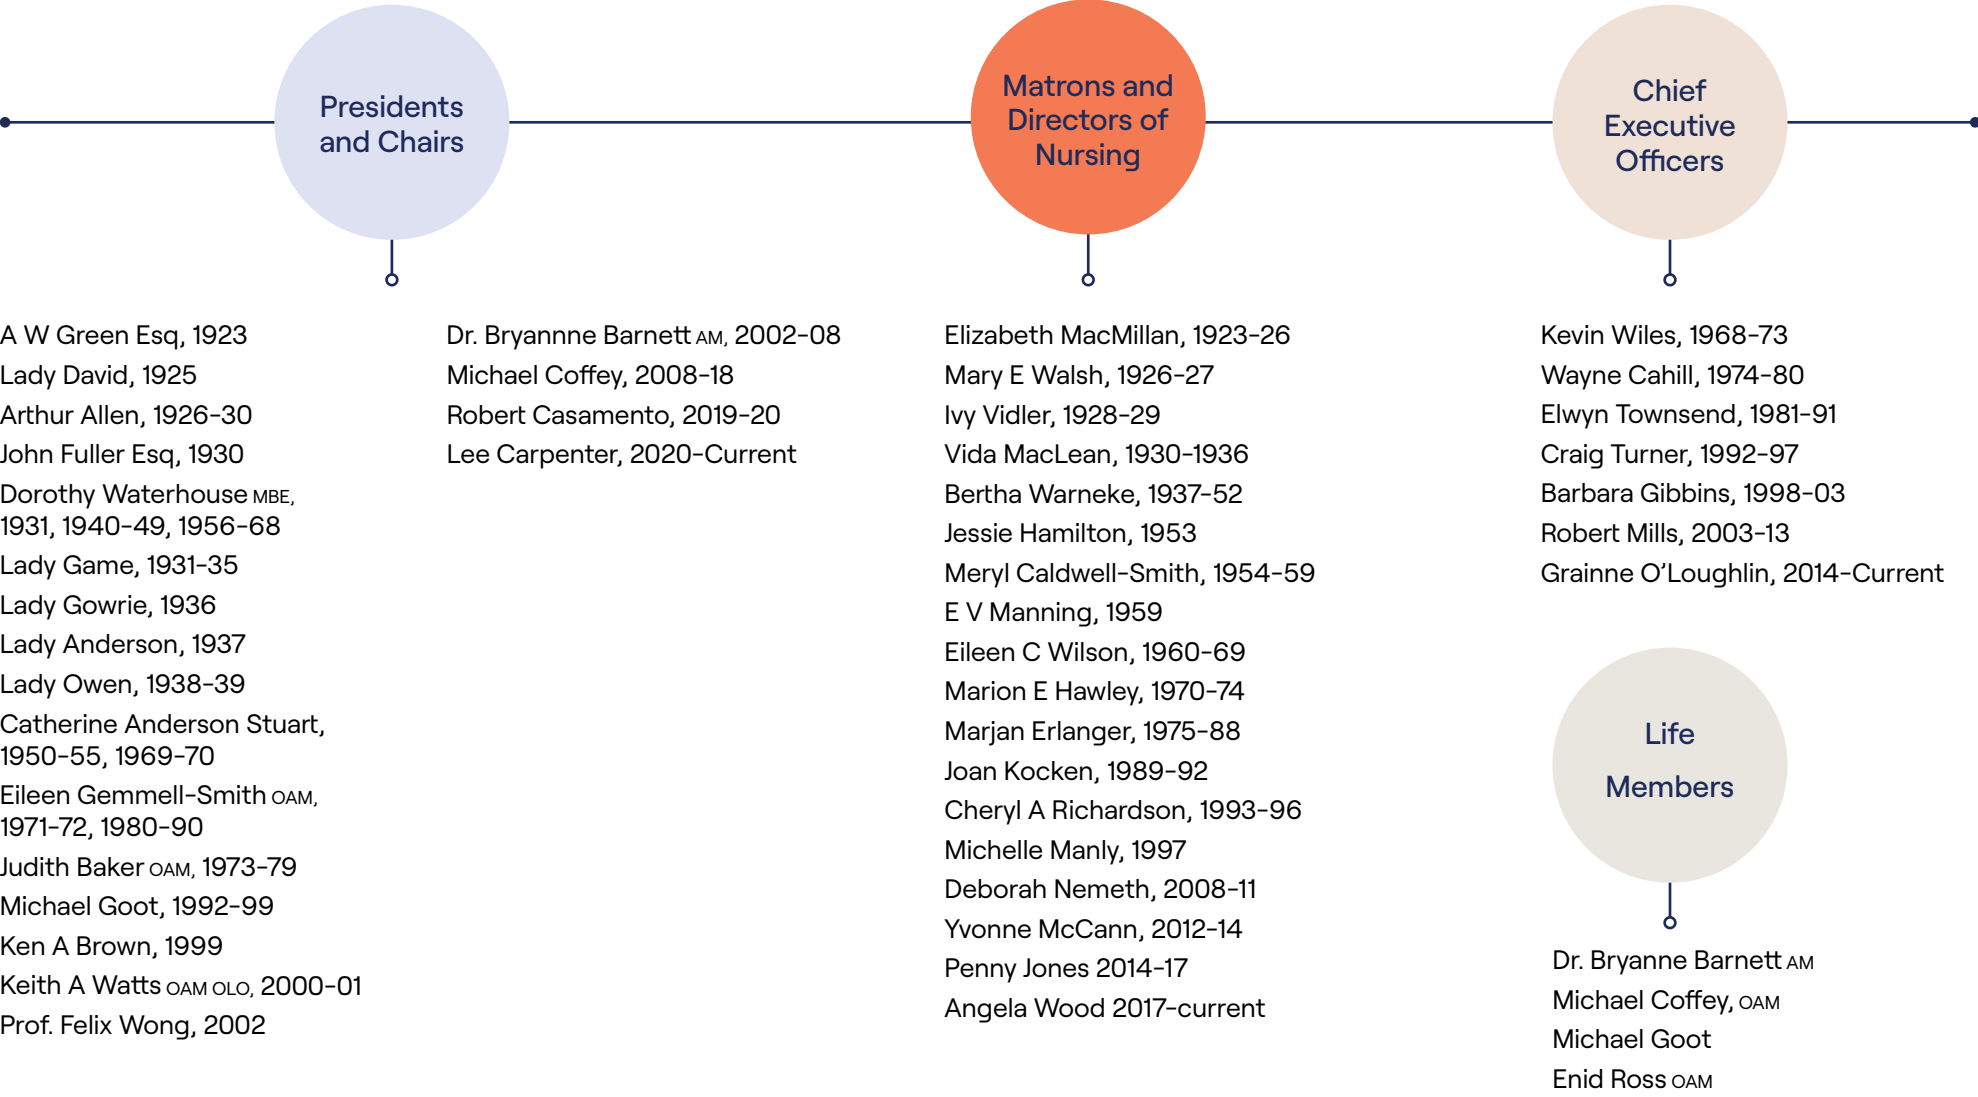 Presidents
and Chairs
A W Green Esq, 1923
Lady David, 1925
Arthur Allen, 1926-30
John Fuller Esq, 1930
Dorothy Waterhouse MBE,
1931, 1940-49, 1956-68
Lady Game, 1931-35
Lady Gowrie, 1936
Lady Anderson, 1937
Lady Owen, 1938-39
Catherine Anderson Stuart,
1950-55, 1969-70
Eileen Gemmell-Smith OAM,
1971-72, 1980-90
Judith Baker OAM, 1973-79
Michael Goot, 1992-99
Ken A Brown, 1999
Keith A Watts OAM OLO, 2000-01
Prof. Felix Wong, 2002
Dr. Bryannne Barnett AM, 2002-08
Michael Coffey, 2008-18
Robert Casamento, 2019-20
Lee Carpenter, 2020-Current
Matrons and
Directors of
Nursing
Elizabeth MacMillan, 1923-26
Mary E Walsh, 1926-27
Ivy Vidler, 1928-29
Vida MacLean, 1930-1936
Bertha Warneke, 1937-52
Jessie Hamilton, 1953
Meryl Caldwell-Smith, 1954-59
E V Manning, 1959
Eileen C Wilson, 1960-69
Marion E Hawley, 1970-74
Marjan Erlanger, 1975-88
Joan Kocken, 1989-92
Cheryl A Richardson, 1993-96
Michelle Manly, 1997
Deborah Nemeth, 2008-11
Yvonne McCann, 2012-14
Penny Jones 2014-17
Angela Wood 2017-current
Chief
Executive
Officers
Kevin Wiles, 1968-73
Wayne Cahill, 1974-80
Elwyn Townsend, 1981-91
Craig Turner, 1992-97
Barbara Gibbins, 1998-03
Robert Mills, 2003-13
Grainne O’Loughlin, 2014-Current
Life
Members
Dr. Bryanne Barnett AM
Michael Coffey, OAM
Michael Goot
Enid Ross OAM